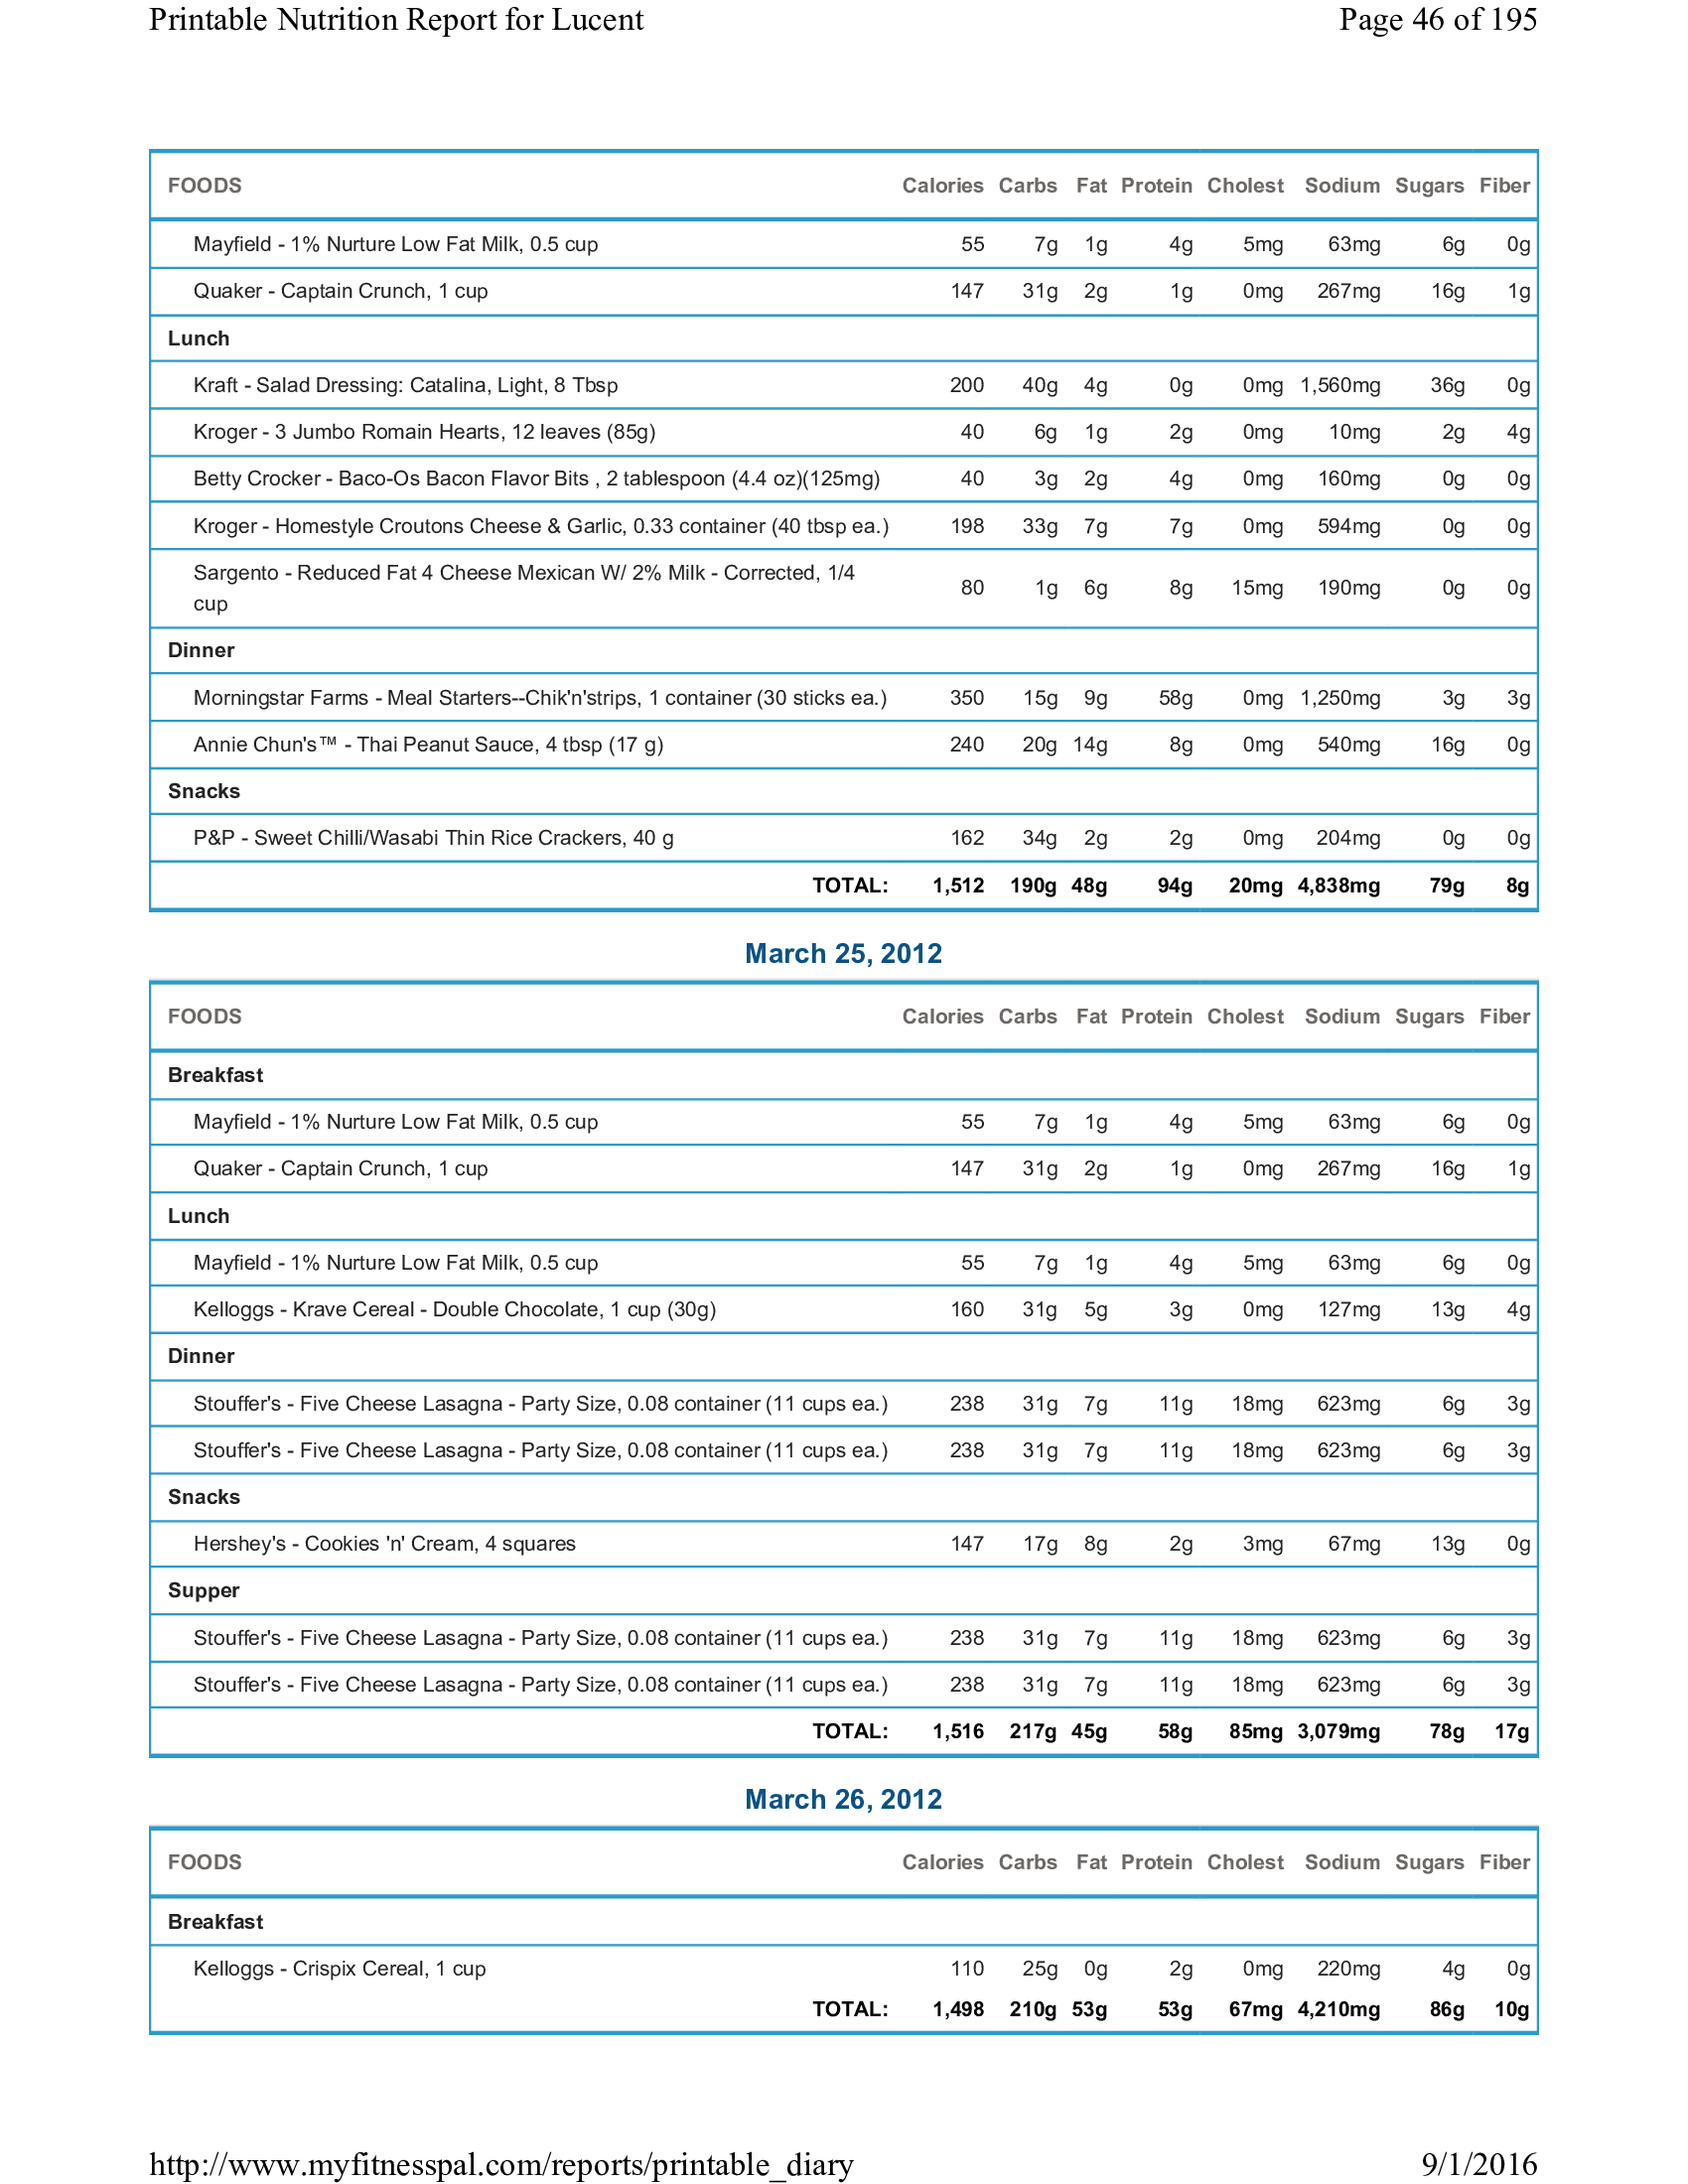 Printable Nutrition Report for Lucent Page 46 of 195
FOODS Calories Carbs Fat Protein Cholest Sodium Sugars Fiber
Mayfield - 1% Nurture Low Fat Milk, 0.5 cup 55 7g 1g 4g 5mg 63mg 6g 0g
Quaker - Captain Crunch, 1 cup 147 31g 2g 1g 0mg 267mg 16g 1g
Lunch
Kraft - Salad Dressing: Catalina, Light, 8 Tbsp 200 40g 4g 0g 0mg 1,560mg 36g 0g
Kroger - 3 Jumbo Romain Hearts, 12 leaves (85g) 40 6g 1g 2g 0mg 10mg 2g 4g
Betty Crocker - Baco-Os Bacon Flavor Bits , 2 tablespoon (4.4 oz)(125mg) 40 3g 2g 4g 0mg 160mg 0g 0g
Kroger - Homestyle Croutons Cheese & Garlic, 0.33 container (40 tbsp ea.) 198 33g 7g 7g 0mg 594mg 0g 0g
Sargento - Reduced Fat 4 Cheese Mexican W/ 2% Milk - Corrected, 1/4
cup 80 1g 6g 8g 15mg 190mg 0g 0g
Dinner
Morningstar Farms - Meal Starters--Chik'n'strips, 1 container (30 sticks ea.) 350 15g 9g 58g 0mg 1,250mg 3g 3g
Annie Chun's™ - Thai Peanut Sauce, 4 tbsp (17 g) 240 20g 14g 8g 0mg 540mg 16g 0g
Snacks
P&P - Sweet Chilli/Wasabi Thin Rice Crackers, 40 g 162 34g 2g 2g 0mg 204mg 0g 0g
TOTAL: 1,512 190g 48g 94g 20mg 4,838mg 79g 8g
March 25, 2012
FOODS Calories Carbs Fat Protein Cholest Sodium Sugars Fiber
Breakfast
Mayfield - 1% Nurture Low Fat Milk, 0.5 cup 55 7g 1g 4g 5mg 63mg 6g 0g
Quaker - Captain Crunch, 1 cup 147 31g 2g 1g 0mg 267mg 16g 1g
Lunch
Mayfield - 1% Nurture Low Fat Milk, 0.5 cup 55 7g 1g 4g 5mg 63mg 6g 0g
Kelloggs - Krave Cereal - Double Chocolate, 1 cup (30g) 160 31g 5g 3g 0mg 127mg 13g 4g
Dinner
Stouffer's - Five Cheese Lasagna - Party Size, 0.08 container (11 cups ea.) 238 31g 7g 11g 18mg 623mg 6g 3g
Stouffer's - Five Cheese Lasagna - Party Size, 0.08 container (11 cups ea.) 238 31g 7g 11g 18mg 623mg 6g 3g
Snacks
Hershey's - Cookies 'n' Cream, 4 squares 147 17g 8g 2g 3mg 67mg 13g 0g
Supper
Stouffer's - Five Cheese Lasagna - Party Size, 0.08 container (11 cups ea.) 238 31g 7g 11g 18mg 623mg 6g 3g
Stouffer's - Five Cheese Lasagna - Party Size, 0.08 container (11 cups ea.) 238 31g 7g 11g 18mg 623mg 6g 3g
TOTAL: 1,516 217g 45g 58g 85mg 3,079mg 78g 17g
March 26, 2012
FOODS Calories Carbs Fat Protein Cholest Sodium Sugars Fiber
Breakfast
Kelloggs - Crispix Cereal, 1 cup 110 25g 0g 2g 0mg 220mg 4g 0g
TOTAL: 1,498 210g 53g 53g 67mg 4,210mg 86g 10g
http://www.myfitnesspal.com/reports/printable_diary 9/1/2016